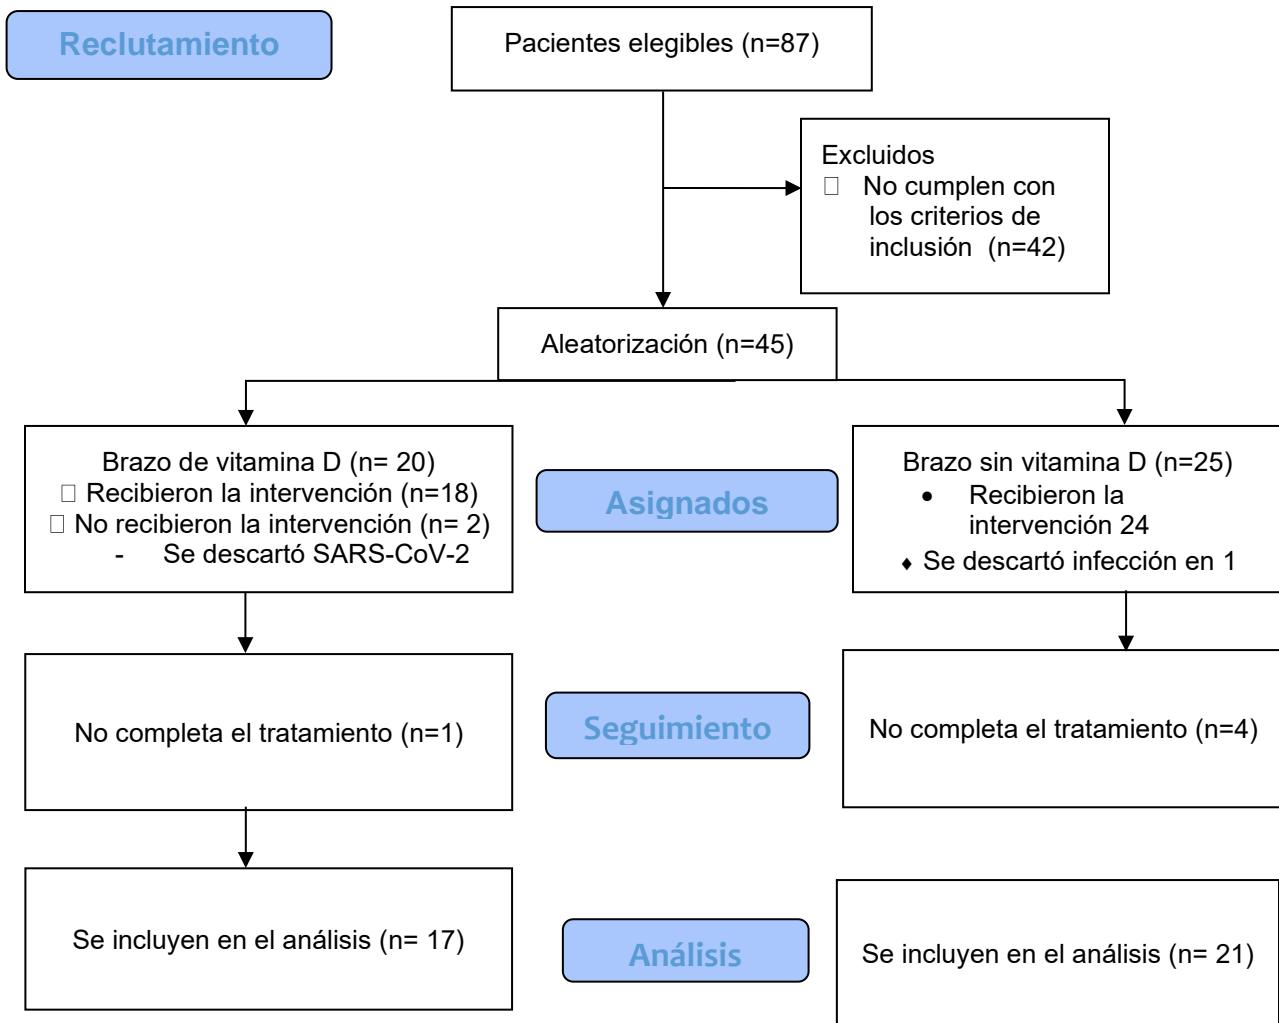 Reclutamiento
Pacientes elegibles (n=87)
Excluidos
□ No cumplen con
los criterios de
inclusión (n=42)
Aleatorización (n=45)
Brazo de vitamina D (n= 20)
□ Recibieron la intervención (n=18)
□ No recibieron la intervención (n= 2)
- Se descartó SARS-CoV-2
Asignados
Brazo sin vitamina D (n=25)
• Recibieron la
intervención 24
♦ Se descartó infección en 1
No completa el tratamiento (n=1)
Seguimiento
No completa el tratamiento (n=4)
Se incluyen en el análisis (n= 17)
Análisis
Se incluyen en el análisis (n= 21)